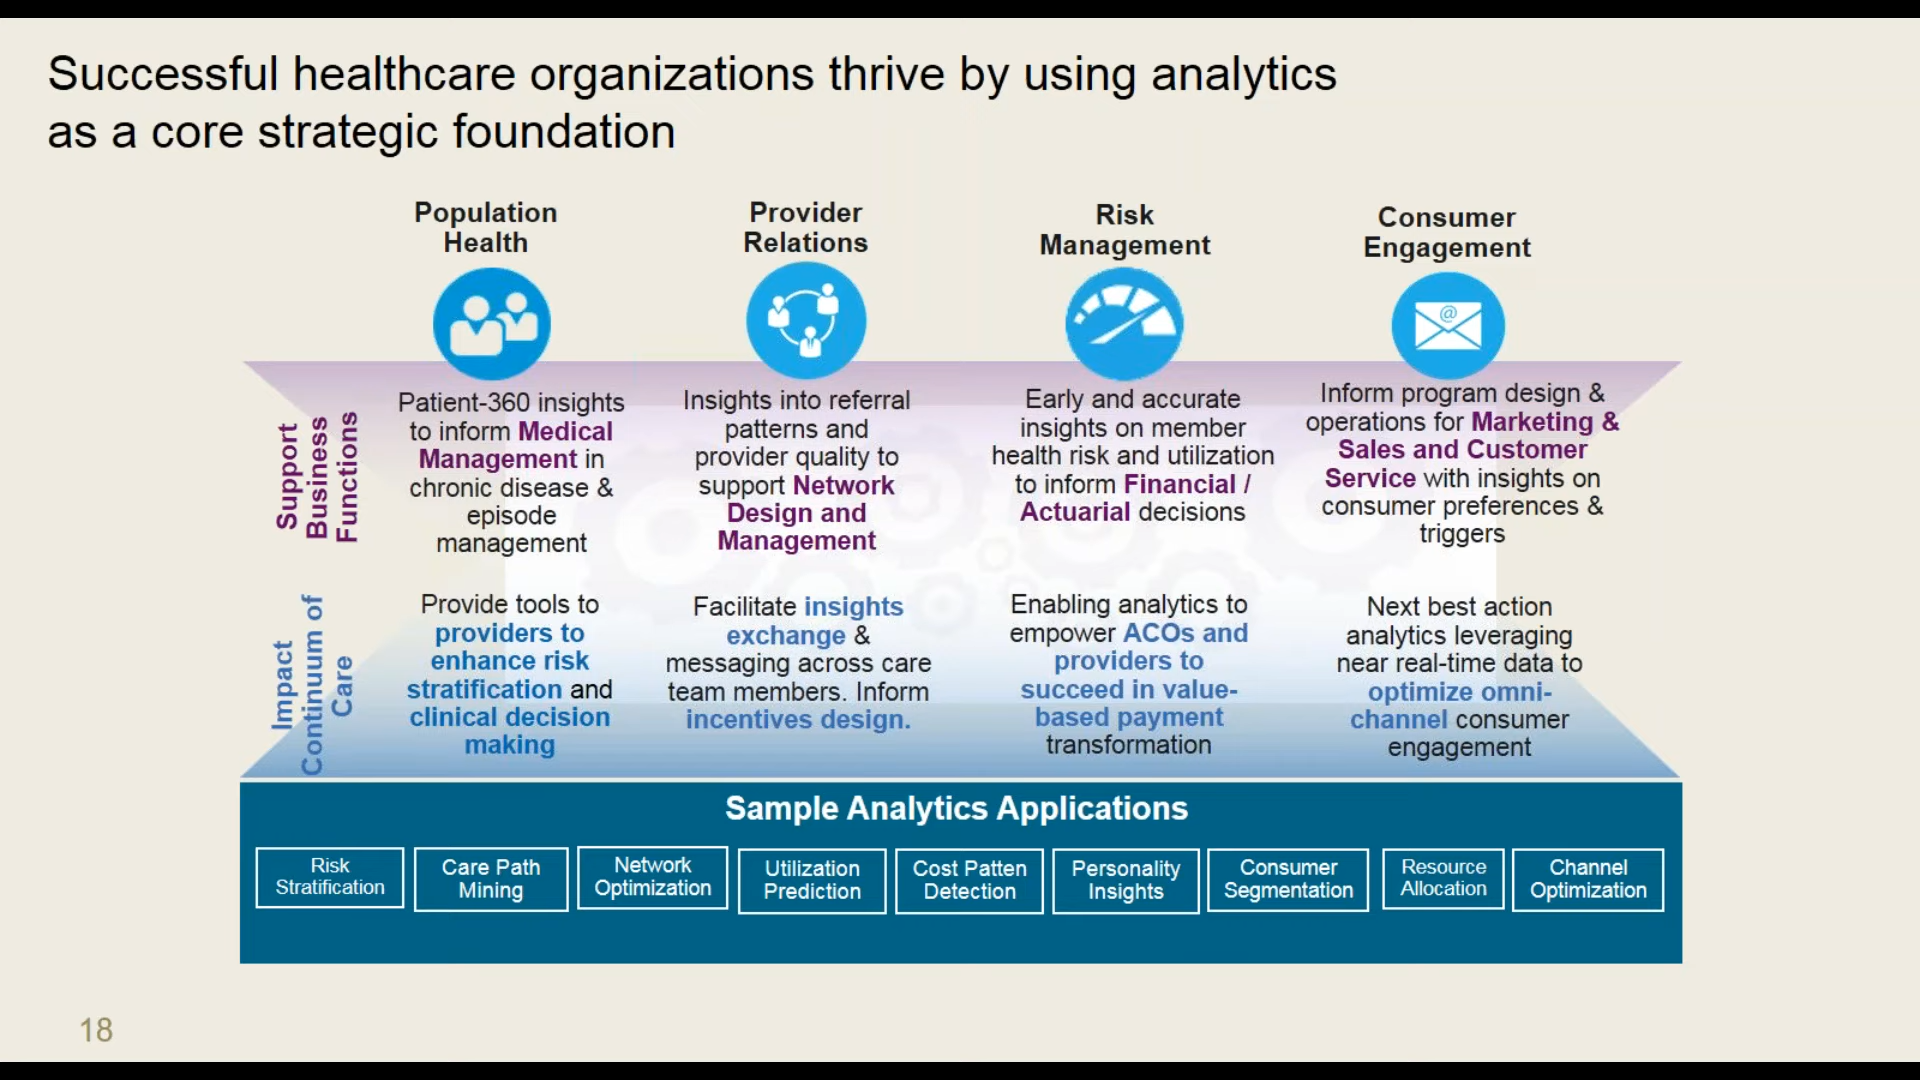 Successful healthcare organizations thrive by using analytics
as a core strategic foundation
Population
Health
Provider
Relations
Risk
Management
Consumer
Engagement
@
Support
Business
Functions
Patient-360 insights
to inform Medical
Management in
chronic disease &
episode
management
Insights into referral
patterns and
provider quality to
support Network
Design and
Management
Early and accurate
insights on member
health risk and utilization
to inform Financial /
Actuarial decisions
Inform program design &
operations for Marketing &
Sales and Customer
Service with insights on
consumer preferences &
triggers
Impact
Continuum of
Care
Provide tools to
providers to
enhance risk
stratification and
clinical decision
making
Facilitate insights
exchange &
messaging across care
team members. Inform
incentives design.
Enabling analytics to
empower ACOs and
providers to
succeed in value-
based payment
transformation
Next best action
analytics leveraging
near real-time data to
optimize omni-
channel consumer
engagement
Sample Analytics Applications
Risk
Stratification
Care Path
Mining
Network
Optimization
Utilization
Prediction
Cost Patten
Detection
Personality
Insights
Consumer
Segmentation
Resource
Allocation
Channel
Optimization
18